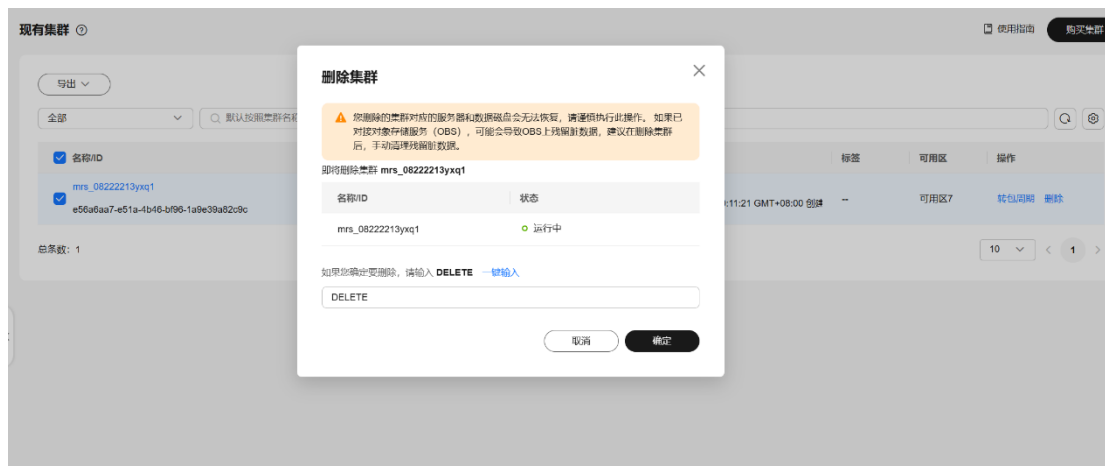 现有集群
使用指南
购买集群
导出
全部
默认按照集群名称
名称/ID
标签
可用区
操作
mrs_08222213yxq1
e56a6aa7-e51a-4b46-bf96-1a9e39a82c9c
:11:21 GMT+08:00 创建
--
可用区7
转包周期 删除
总条数: 1
10
1
删除集群
您删除的集群对应的服务器和数据磁盘会无法恢复，请谨慎执行此操作。 如果已
对接对象存储服务（OBS），可能会导致OBS上残留脏数据，建议在删除集群
后，手动清理残留脏数据。
即将删除集群 mrs_08222213yxq1
名称/ID
状态
mrs_08222213yxq1
运行中
如果您确定要删除，请输入 DELETE 一键输入
DELETE
取消
确定